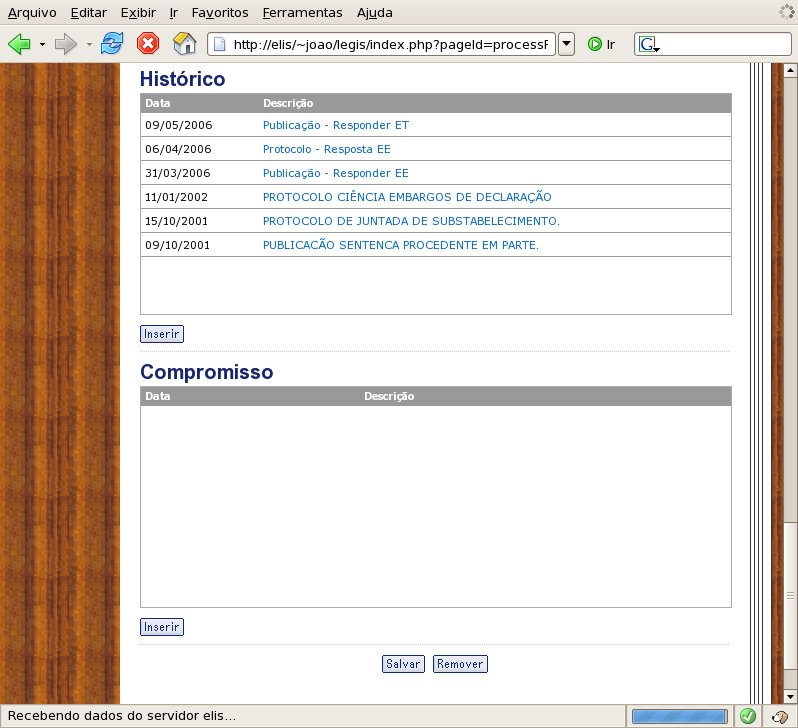 Arquivo Editar Exibir Ir Favoritos Ferramentas Ajuda
http://elis/~joao/legis/index.php?pageId=processF Ir G
Histórico
Data Descrição
09/05/2006 Publicação - Responder ET
06/04/2006 Protocolo - Resposta EE
31/03/2006 Publicação - Responder EE
11/01/2002 PROTOCOLO CIÊNCIA EMBARGOS DE DECLARAÇÃO
15/10/2001 PROTOCOLO DE JUNTADA DE SUBSTABELECIMENTO.
09/10/2001 PUBLICACÃO SENTENCA PROCEDENTE EM PARTE.
Inserir
Compromisso
Data Descrição
Inserir
Salvar Remover
Recebendo dados do servidor elis...